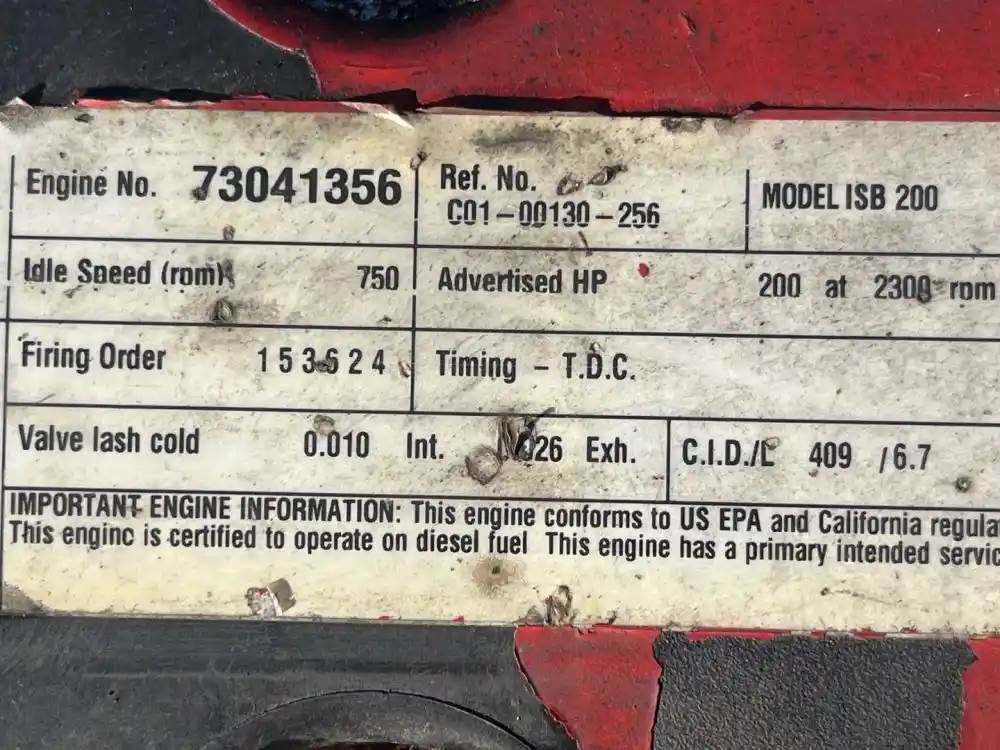 Engine No. 73041356
Ref. No.
C01-00130-256
MODEL ISB 200
Idle Speed (rpm) 750
Advertised HP 200 at 2300 rpm
Firing Order 1 5 3 6 2 4
Timing - T.D.C.
Valve lash cold 0.010 Int. 026 Exh.
C.I.D./L 409 / 6.7
IMPORTANT ENGINE INFORMATION: This engine conforms to US EPA and California regula
This engine is certified to operate on diesel fuel This engine has a primary intended servic